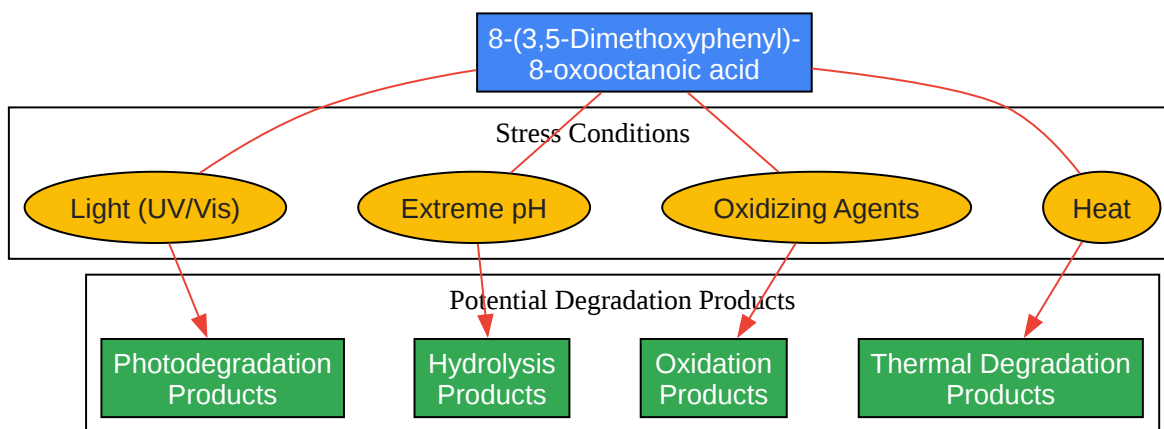 8-(3,5-Dimethoxyphenyl)-
8-oxooctanoic acid
Stress Conditions
Light (UV/Vis)
Extreme pH
Oxidizing Agents
Heat
Potential Degradation Products
Photodegradation
Products
Hydrolysis
Products
Oxidation
Products
Thermal Degradation
Products